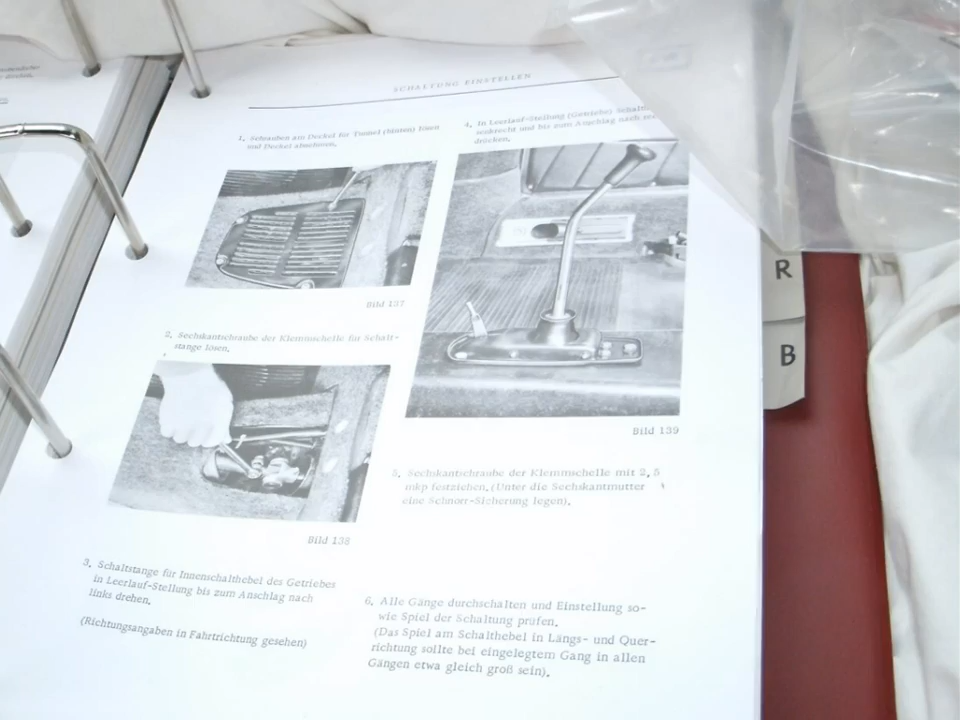 SCHALTUNG EINSTELLEN
1. Schrauben am Deckel für Tunnel (hinten) lösen
und Deckel abnehmen.
Bild 137
2. Sechskantschraube der Klemmschelle für Schalt-
stange lösen.
Bild 138
3. Schaltstange für Innenschalthebel des Getriebes
in Leerlauf-Stellung bis zum Anschlag nach
links drehen.
(Richtungsangaben in Fahrtrichtung gesehen)
4. In Leerlauf-Stellung (Getriebe)
senkrecht und bis zum Anschlag nach
drücken.
Bild 139
5. Sechskantschraube der Klemmschelle mit 2,5
mkp festziehen. (Unter die Sechskantmutter
eine Schnorr-Sicherung legen).
6. Alle Gänge durchschalten und Einstellung so-
wie Spiel der Schaltung prüfen.
(Das Spiel am Schalthebel in Längs- und Quer-
richtung sollte bei eingelegtem Gang in allen
Gängen etwa gleich groß sein).
R
B